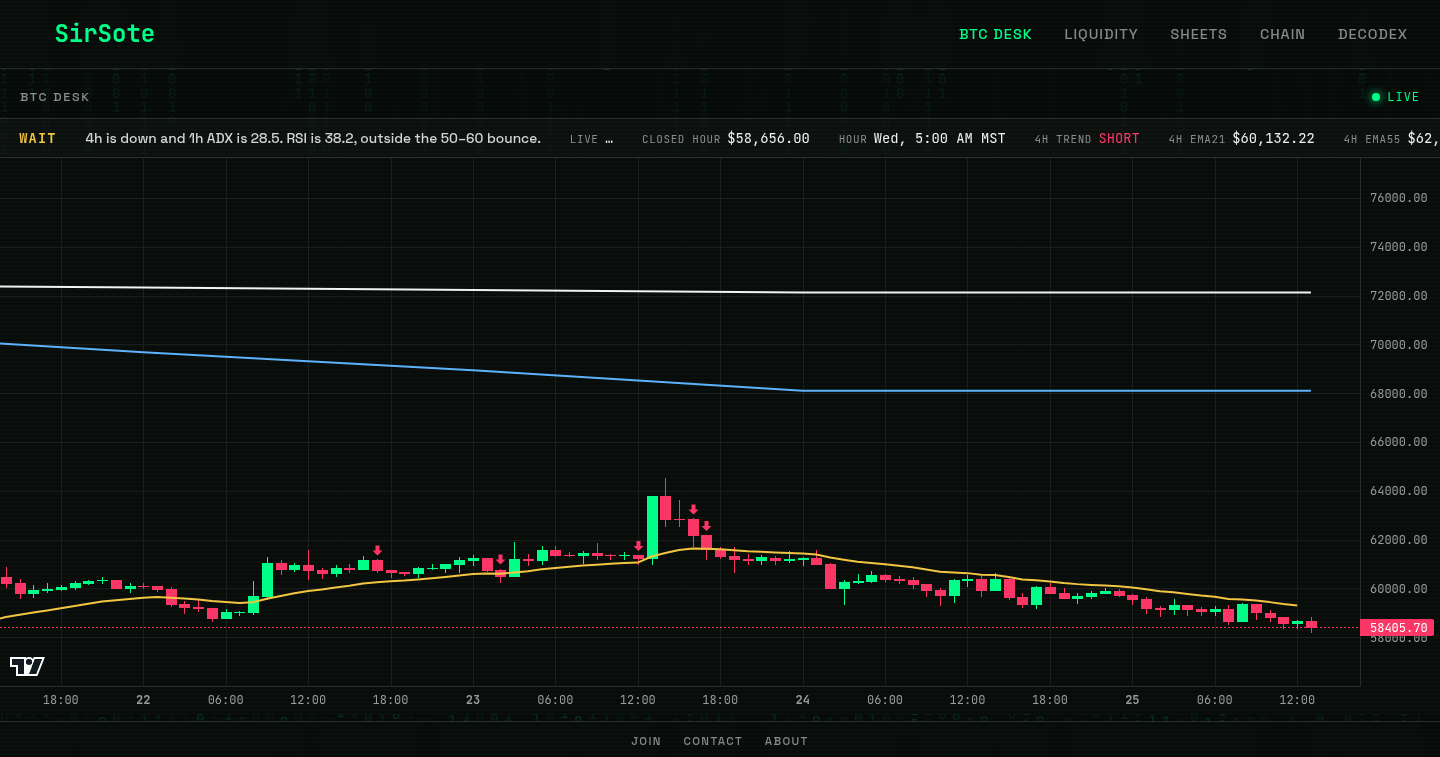 SirSote
BTC DESK LIQUIDITY SHEETS CHAIN DECODEX
BTC DESK
LIVE
WAIT 4h is down and 1h ADX is 28.5. RSI is 38.2, outside the 50–60 bounce. LIVE … CLOSED HOUR $58,656.00 HOUR Wed, 5:00 AM MST 4H TREND SHORT 4H EMA21 $60,132.22 4H EMA55 $62,
76000.00
74000.00
72000.00
70000.00
68000.00
66000.00
64000.00
62000.00
60000.00
58405.70
58000.00
18:00 22 06:00 12:00 18:00 23 06:00 12:00 18:00 24 06:00 12:00 18:00 25 06:00 12:00
JOIN CONTACT ABOUT